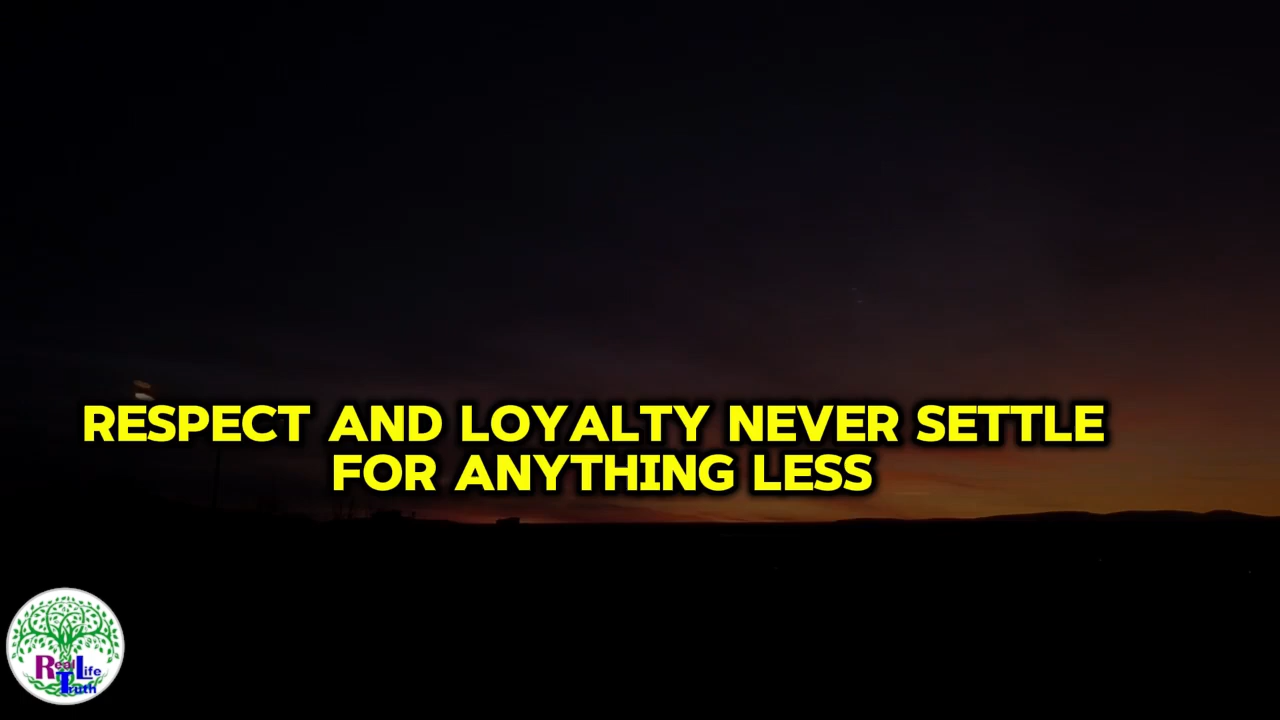 RESPECT AND LOYALTY NEVER SETTLE
FOR ANYTHING LESS
Real Life
Truth